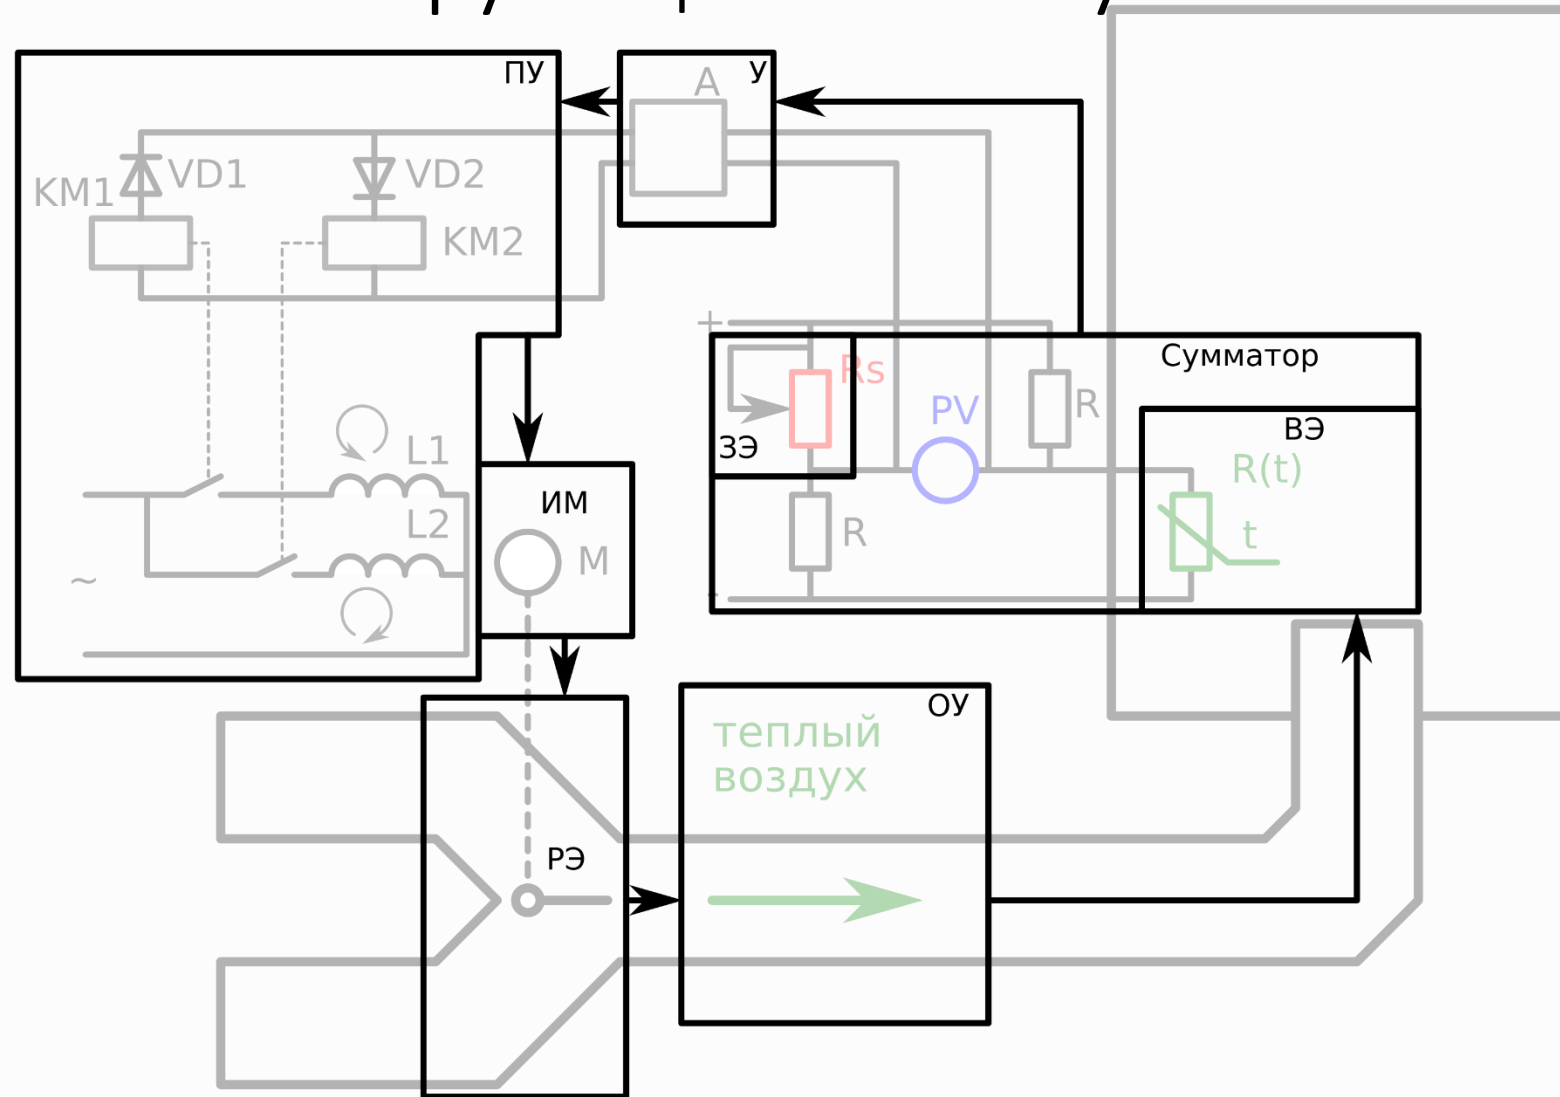 ПУ
A
У
KM1
VD1
VD2
KM2
+
Rs
Сумматор
PV
R
ВЭ
ЗЭ
L1
R(t)
ИМ
L2
R
t
M
~
-
ОУ
теплый
воздух
РЭ